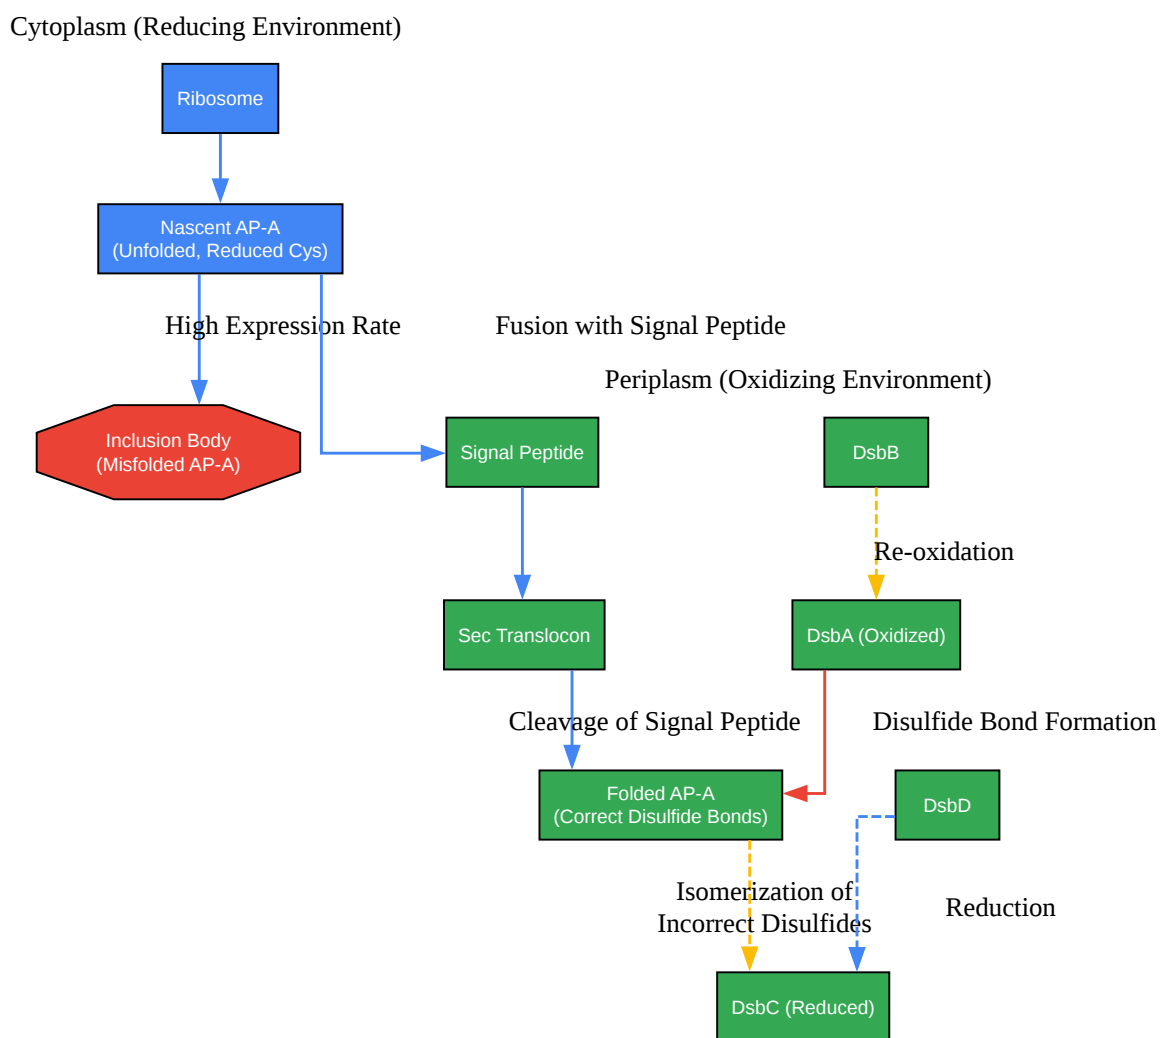 Cytoplasm (Reducing Environment)
Ribosome
Nascent AP-A
(Unfolded, Reduced Cys)
High Expression Rate
Fusion with Signal Peptide
Periplasm (Oxidizing Environment)
Inclusion Body
(Misfolded AP-A)
Signal Peptide
DsbB
Re-oxidation
Sec Translocon
DsbA (Oxidized)
Cleavage of Signal Peptide
Disulfide Bond Formation
Folded AP-A
(Correct Disulfide Bonds)
DsbD
Isomerization of
Incorrect Disulfides
Reduction
DsbC (Reduced)